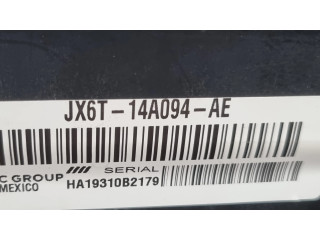 JX6T-14A094-AE
C GROUP
MEXICO
SERIAL
HA19310B2179